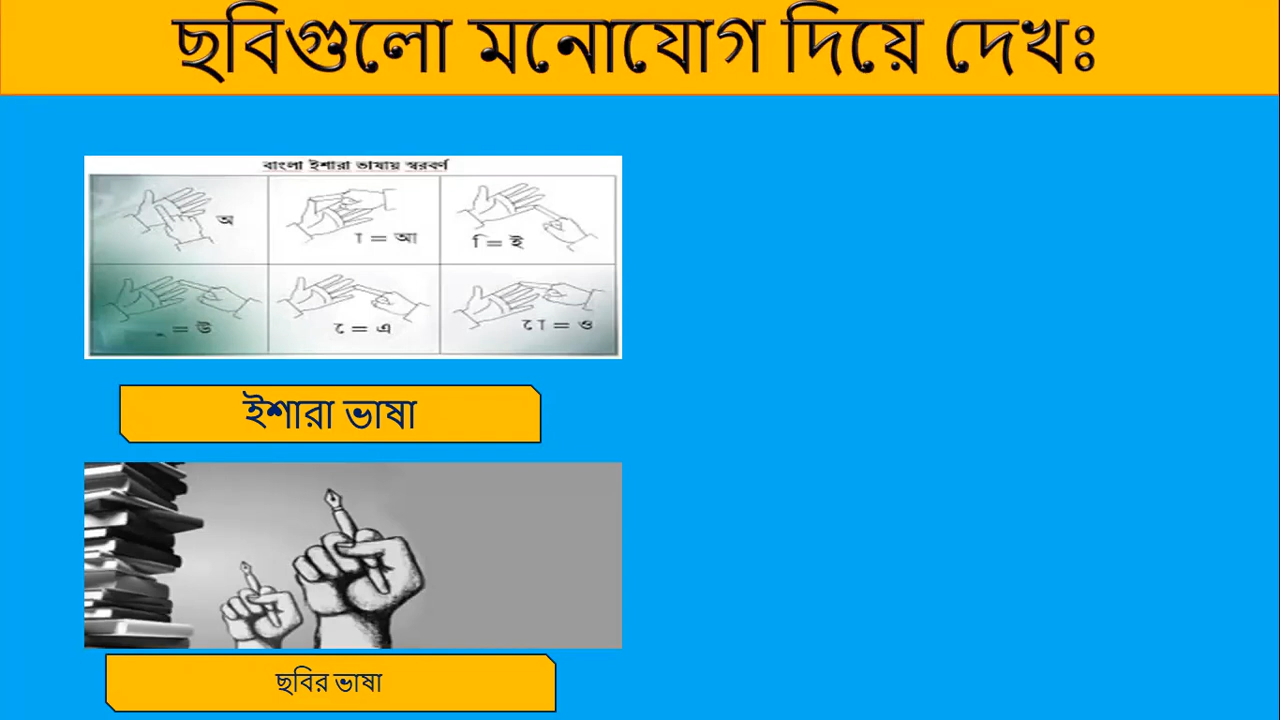 ছবিগুলো মনোযোগ দিয়ে দেখঃ
বাংলা ইশারা ভাষায় স্বরবর্ণ
অ
া = আ
ি = ই
ু = উ
ে = এ
ো = ও
ইশারা ভাষা
ছবির ভাষা